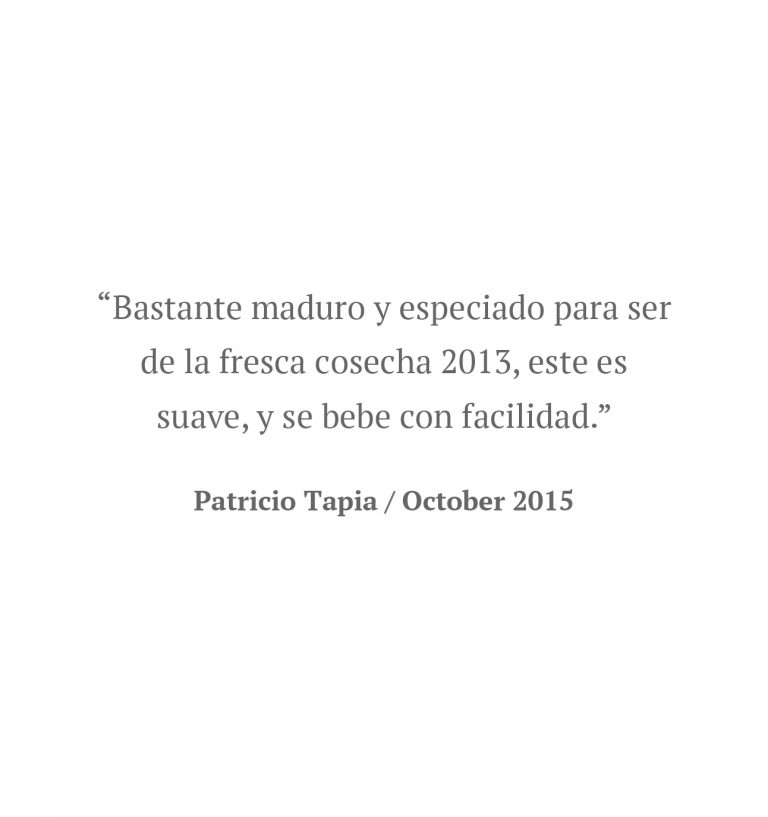 “Bastante maduro y especiado para ser
de la fresca cosecha 2013, este es
suave, y se bebe con facilidad.”
Patricio Tapia / October 2015